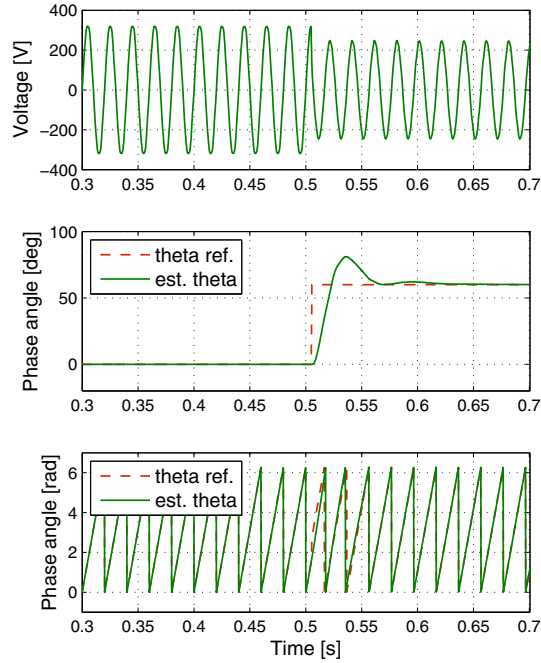 Voltage [V]
400
200
0
−200
−400
0.3 0.35 0.4 0.45 0.5 0.55 0.6 0.65 0.7
Phase angle [deg]
100
50
0
theta ref.
est. theta
0.3 0.35 0.4 0.45 0.5 0.55 0.6 0.65 0.7
Phase angle [rad]
6
4
2
0
theta ref.
est. theta
0.3 0.35 0.4 0.45 0.5 0.55 0.6 0.65 0.7
Time [s]